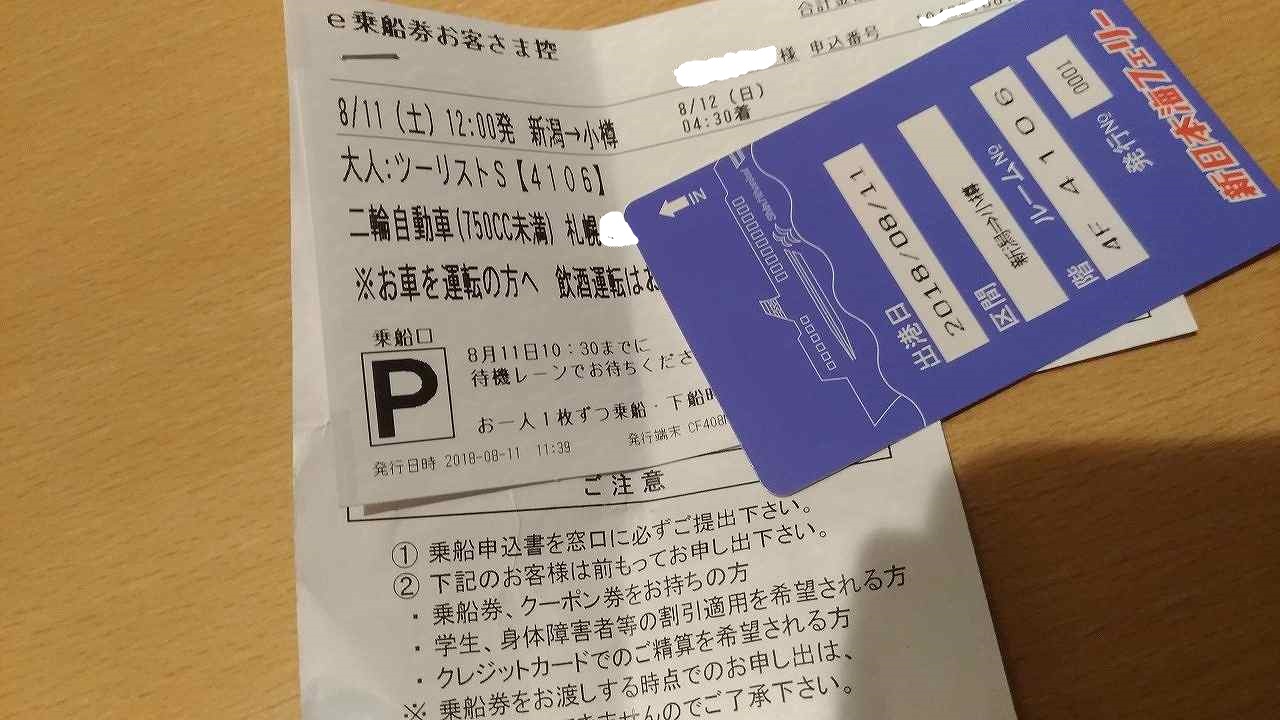 e乗船券お客さま控
様 申込番号
8/11 (土) 12:00発 新潟→小樽
8/12 (日)
04:30着
大人:ツーリストS【4106】
二輪自動車(750CC未満) 札幌
※お車を運転の方へ 飲酒運転はお
乗船口
P
8月11日10:30までに
待機レーンでお待ちくださ
お一人1枚ずつ乗船・下船時
発行日時 2018-08-11 11:39
発行端末 CF408
ご注意
① 乗船申込書を窓口に必ずご提出下さい。
② 下記のお客様は前もってお申し出下さい。
・ 乗船券、クーポン券をお持ちの方
・ 学生、身体障害者等の割引適用を希望される方
・ クレジットカードでのご精算を希望される方
※ 乗船券をお渡しする時点でのお申し出は、
きませんのでご了承下さい。
新日本海フェリー
発行№ 0001
ルーム№ 4106
階 4F
区間 新潟→小樽
出港日 2018/08/11
IN